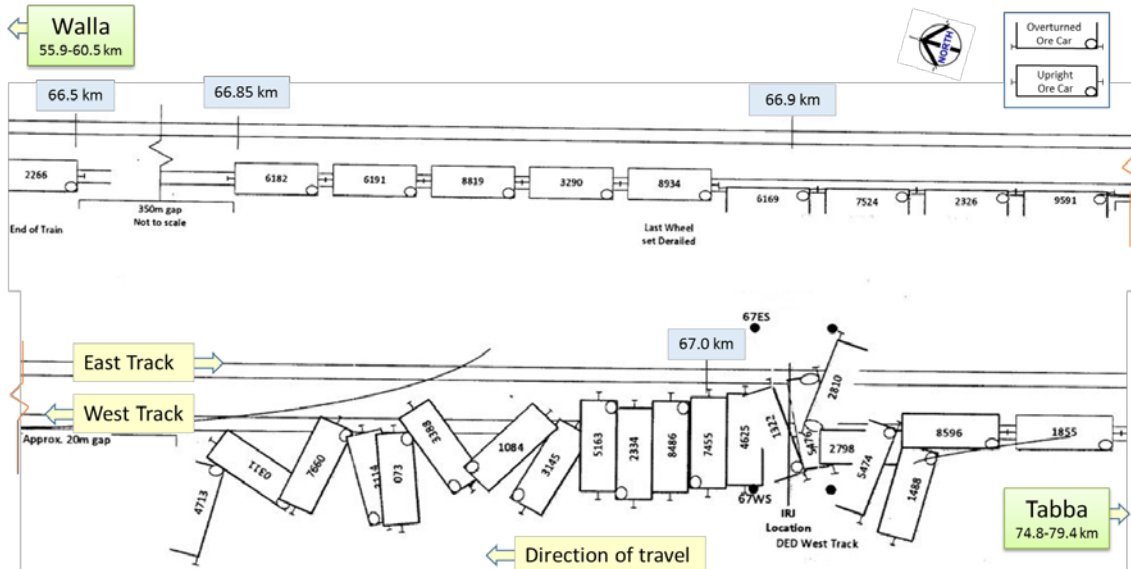 Walla
55.9-60.5 km
NORTH
Overturned
Ore Car
Upright
Ore Car
66.5 km
66.85 km
66.9 km
2266
6182
6191
8819
3290
8934
6169
7524
2326
9591
350m gap
Not to scale
End of Train
Last Wheel
set Derailed
67ES
67.0 km
East Track
West Track
Approx. 20m gap
4713
0311
7660
073
3388
1084
3145
5163
2334
8486
7455
4625
1322
2810
2798
5474
1488
8596
1855
67WS
IRJ
Location
DED West Track
Direction of travel
Tabba
74.8-79.4 km